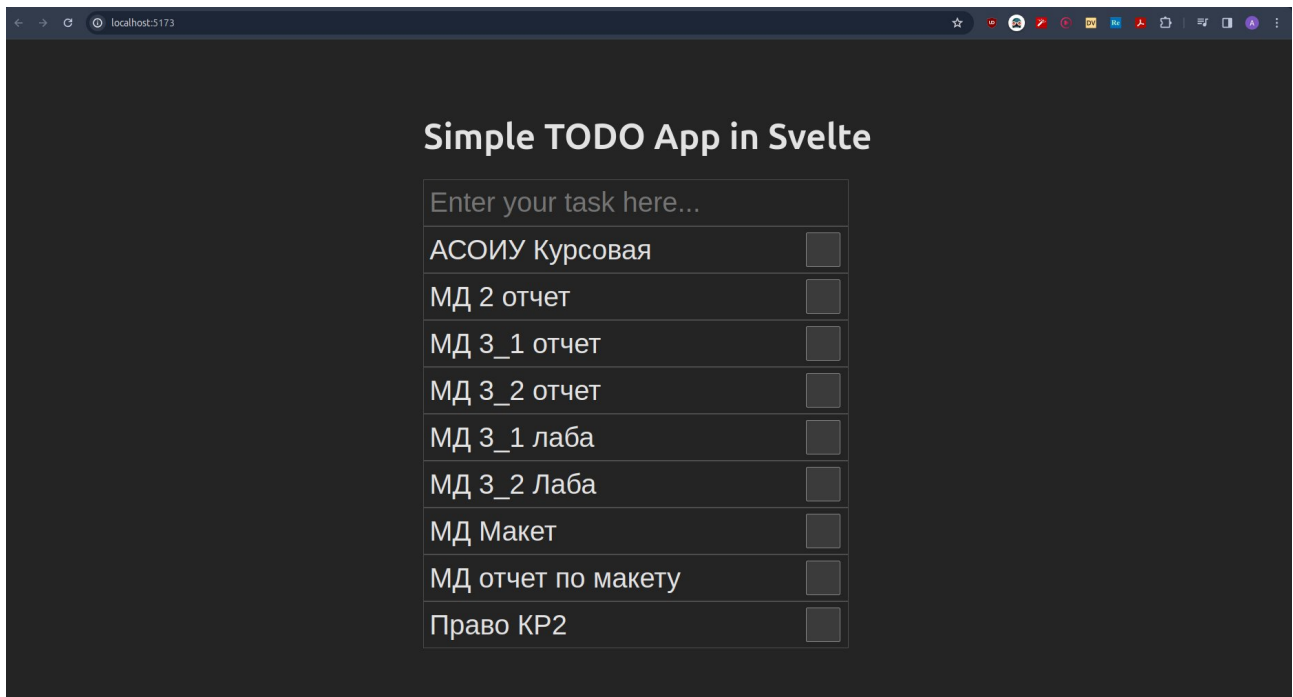 localhost:5173
Simple TODO App in Svelte
Enter your task here...
АСОИУ Курсовая
МД 2 отчет
МД 3_1 отчет
МД 3_2 отчет
МД 3_1 лаба
МД 3_2 Лаба
МД Макет
МД отчет по макету
Право КР2